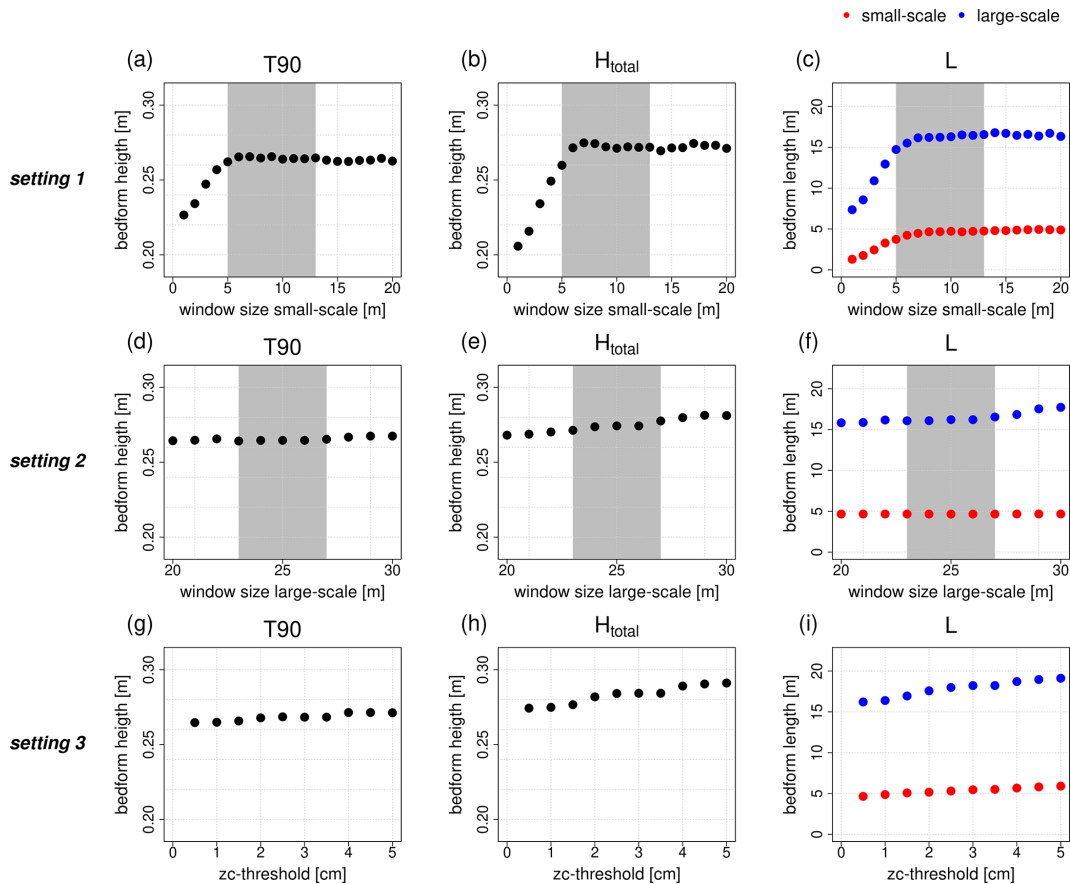 small-scale large-scale
(a) T90 (b) H_total (c) L
setting 1
bedform heigth [m] 0.20 0.25 0.30
0 5 10 15 20
window size small-scale [m]
bedform heigth [m] 0.20 0.25 0.30
0 5 10 15 20
window size small-scale [m]
bedform length [m] 0 5 10 15 20
0 5 10 15 20
window size small-scale [m]
(d) T90 (e) H_total (f) L
setting 2
bedform heigth [m] 0.20 0.25 0.30
20 25 30
window size large-scale [m]
bedform heigth [m] 0.20 0.25 0.30
20 25 30
window size large-scale [m]
bedform length [m] 0 5 10 15 20
20 25 30
window size large-scale [m]
(g) T90 (h) H_total (i) L
setting 3
bedform heigth [m] 0.20 0.25 0.30
0 1 2 3 4 5
zc-threshold [cm]
bedform heigth [m] 0.20 0.25 0.30
0 1 2 3 4 5
zc-threshold [cm]
bedform length [m] 0 5 10 15 20
0 1 2 3 4 5
zc-threshold [cm]